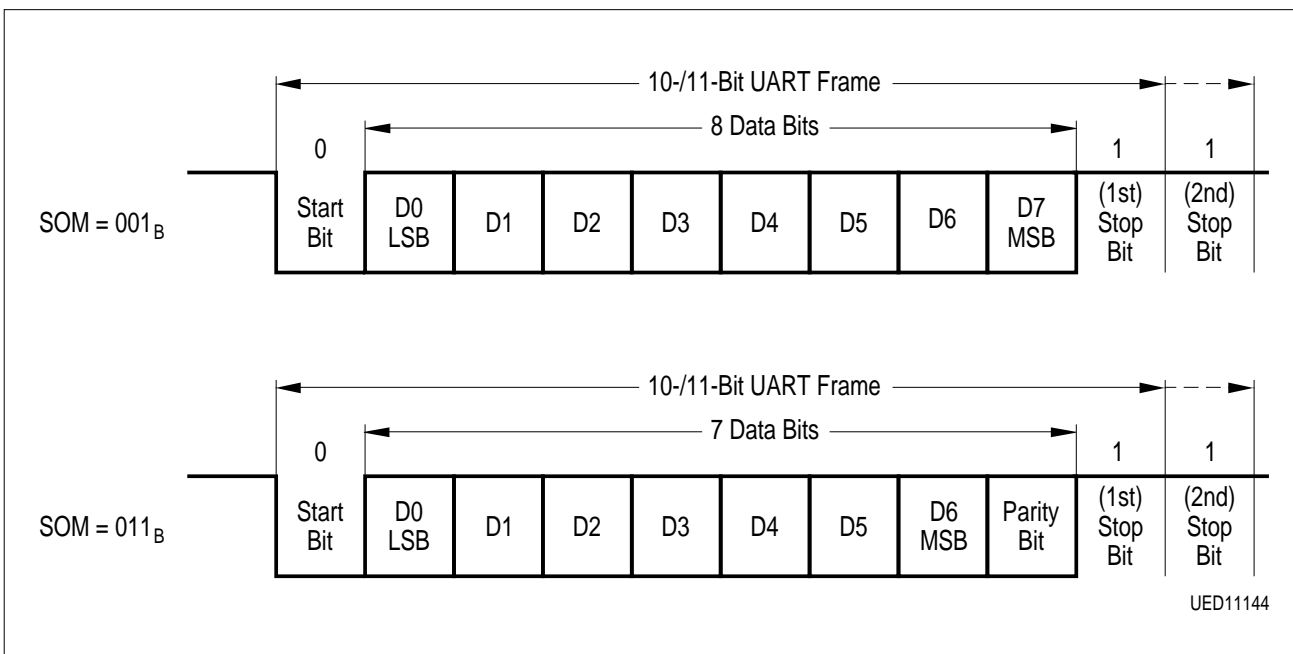 10-/11-Bit UART Frame
8 Data Bits
0 1 1
SOM = 001B
Start Bit
D0 LSB
D1
D2
D3
D4
D5
D6
D7 MSB
(1st) Stop Bit
(2nd) Stop Bit
10-/11-Bit UART Frame
7 Data Bits
0 1 1
SOM = 011B
Start Bit
D0 LSB
D1
D2
D3
D4
D5
D6 MSB
Parity Bit
(1st) Stop Bit
(2nd) Stop Bit
UED11144